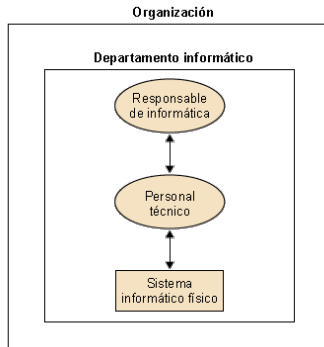 Organización
Departamento informático
Responsable
de informática
Personal
técnico
Sistema
informático físico